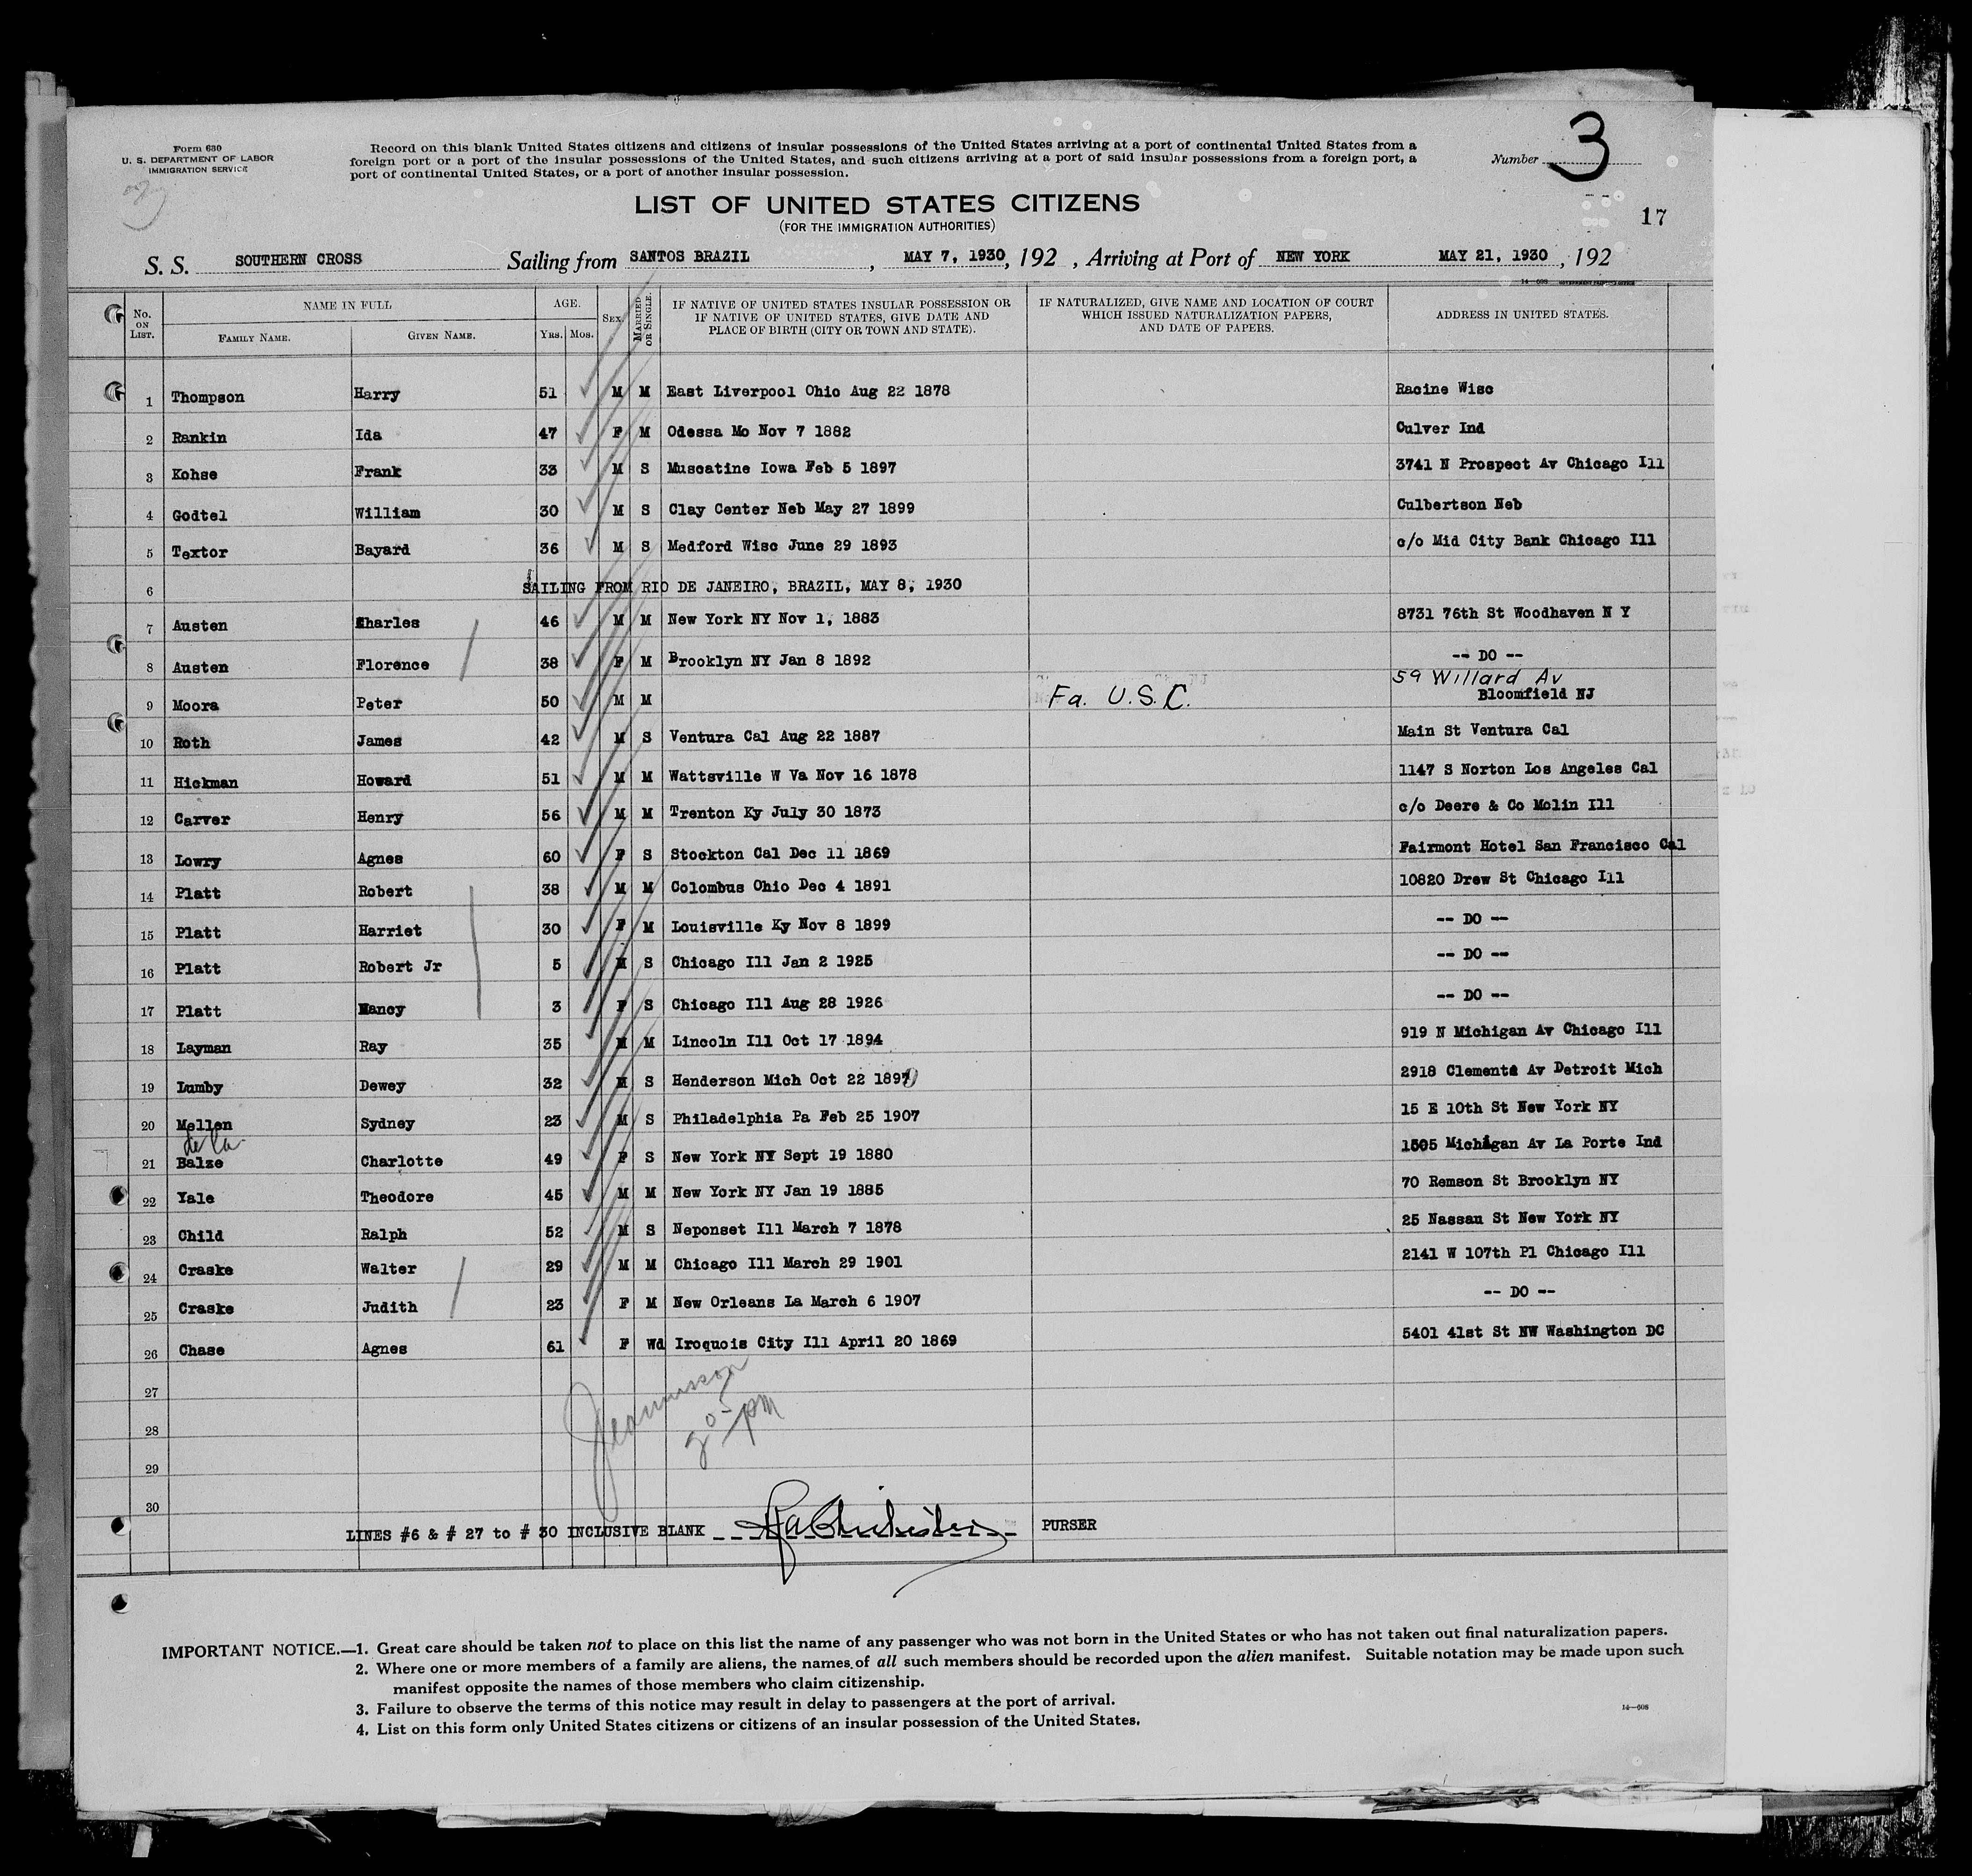 Form 630
U. S. DEPARTMENT OF LABOR
IMMIGRATION SERVICE
Record on this blank United States citizens and citizens of insular possessions of the United States arriving at a port of continental United States from a
foreign port or a port of the insular possessions of the United States, and such citizens arriving at a port of said insular possessions from a foreign port, a
port of continental United States, or a port of another insular possession.
Number 3
17
LIST OF UNITED STATES CITIZENS
(FOR THE IMMIGRATION AUTHORITIES)
S. S. SOUTHERN CROSS Sailing from SANTOS BRAZIL, MAY 7, 1930, 192 , Arriving at Port of NEW YORK MAY 21, 1930, 192
14—608 GOVERNMENT PRINTING OFFICE
No. ON LIST. NAME IN FULL FAMILY NAME. GIVEN NAME. AGE. Yrs. Mos. SEX. MARRIED OR SINGLE. IF NATIVE OF UNITED STATES INSULAR POSSESSION OR IF NATIVE OF UNITED STATES, GIVE DATE AND PLACE OF BIRTH (CITY OR TOWN AND STATE). IF NATURALIZED, GIVE NAME AND LOCATION OF COURT WHICH ISSUED NATURALIZATION PAPERS, AND DATE OF PAPERS. ADDRESS IN UNITED STATES.
1 Thompson Harry 51 M M East Liverpool Ohio Aug 22 1878 Racine Wisc
2 Rankin Ida 47 F M Odessa Mo Nov 7 1882 Culver Ind
3 Kohse Frank 33 M S Muscatine Iowa Feb 5 1897 3741 N Prospect Av Chicago Ill
4 Godtel William 30 M S Clay Center Neb May 27 1899 Culbertson Neb
5 Textor Bayard 36 M S Medford Wisc June 29 1893 c/o Mid City Bank Chicago Ill
6 SAILING FROM RIO DE JANEIRO, BRAZIL, MAY 8, 1930
7 Austen Charles 46 M M New York NY Nov 1, 1883 8731 76th St Woodhaven N Y
8 Austen Florence 38 F M Brooklyn NY Jan 8 1892 -- DO --
59 Willard Av
9 Moora Peter 50 M M Fa. U.S.C. Bloomfield NJ
10 Roth James 42 M S Ventura Cal Aug 22 1887 Main St Ventura Cal
11 Hickman Howard 51 M M Wattsville W Va Nov 16 1878 1147 S Norton Los Angeles Cal
12 Carver Henry 56 M M Trenton Ky July 30 1873 c/o Deere & Co Molin Ill
13 Lowry Agnes 60 F S Stockton Cal Dec 11 1869 Fairmont Hotel San Francisco Cal
14 Platt Robert 38 M M Colombus Ohio Dec 4 1891 10820 Drew St Chicago Ill
15 Platt Harriet 30 F M Louisville Ky Nov 8 1899 -- DO --
16 Platt Robert Jr 5 M S Chicago Ill Jan 2 1925 -- DO --
17 Platt Nancy 3 F S Chicago Ill Aug 28 1926 -- DO --
18 Layman Ray 35 M M Lincoln Ill Oct 17 1894 919 N Michigan Av Chicago Ill
19 Lumby Dewey 32 M S Henderson Mich Oct 22 1897 2918 Clements Av Detroit Mich
20 Mellen Sydney 23 M S Philadelphia Pa Feb 25 1907 15 E 10th St New York NY
de la
21 Balze Charlotte 49 F S New York NY Sept 19 1880 1505 Michigan Av La Porte Ind
22 Yale Theodore 45 M M New York NY Jan 19 1885 70 Remson St Brooklyn NY
23 Child Ralph 52 M S Neponset Ill March 7 1878 25 Nassau St New York NY
24 Craske Walter 29 M M Chicago Ill March 29 1901 2141 W 107th Pl Chicago Ill
25 Craske Judith 23 F M New Orleans La March 6 1907 -- DO --
26 Chase Agnes 61 F Wd Iroquois City Ill April 20 1869 5401 41st St NW Washington DC
27
28
29
30
LINES #6 & # 27 to # 30 INCLUSIVE BLANK PURSER
IMPORTANT NOTICE.—1. Great care should be taken not to place on this list the name of any passenger who was not born in the United States or who has not taken out final naturalization papers.
2. Where one or more members of a family are aliens, the names of all such members should be recorded upon the alien manifest. Suitable notation may be made upon such
manifest opposite the names of those members who claim citizenship.
3. Failure to observe the terms of this notice may result in delay to passengers at the port of arrival.
4. List on this form only United States citizens or citizens of an insular possession of the United States.
14—608